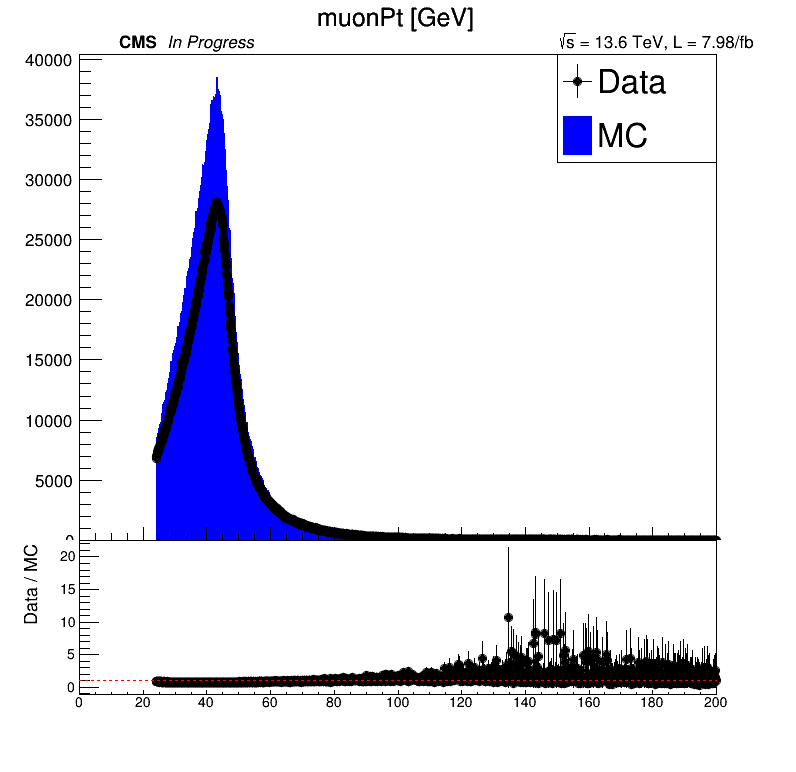 muonPt [GeV]
CMS In Progress
√s = 13.6 TeV, L = 7.98/fb
40000
35000
30000
25000
20000
15000
10000
5000
0
Data
MC
Data / MC
20
15
10
5
0
0 20 40 60 80 100 120 140 160 180 200